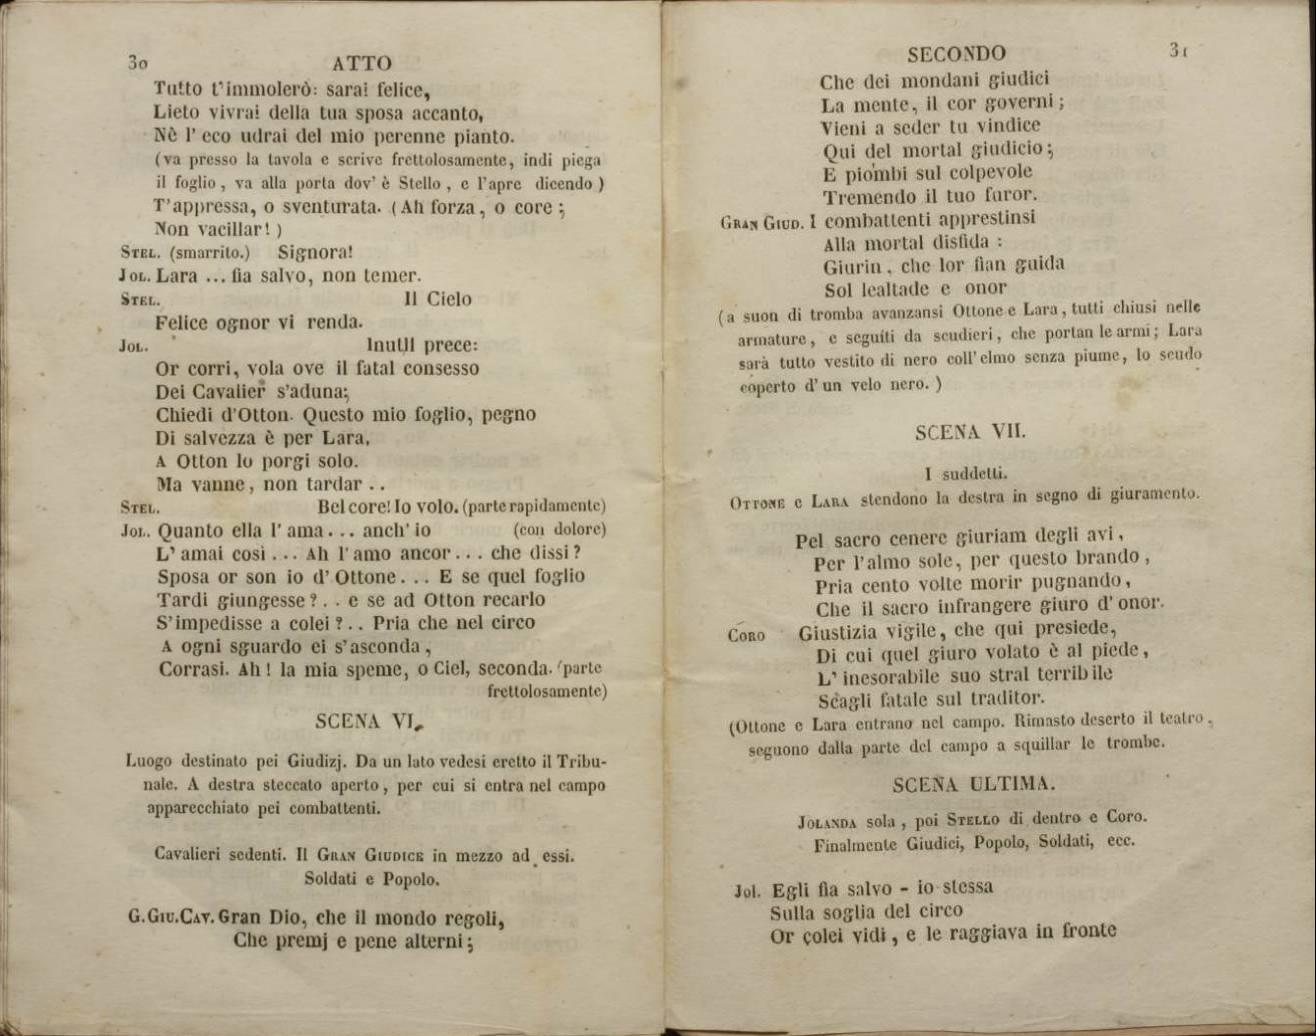 30
ATTO
Tutto t'immolerò: sarai felice,
Lieto vivrai della tua sposa accanto,
Nè l' eco udrai del mio perenne pianto.
(va presso la tavola e scrive frettolosamente, indi piega
il foglio, va alla porta dov' è Stello, e l'apre dicendo)
T'appressa, o sventurata. (Ah forza, o core;
Non vacillar!)
STEL. (smarrito.) Signora!
JOL. Lara ... fia salvo, non temer.
STEL. Il Cielo
Felice ognor vi renda.
JOL. Inutil prece:
Or corri, vola ove il fatal consesso
Dei Cavalier s'aduna;
Chiedi d'Otton. Questo mio foglio, pegno
Di salvezza è per Lara,
A Otton lo porgi solo.
Ma vanne, non tardar ..
STEL. Bel core! Io volo. (parte rapidamente)
JOL. Quanto ella l' ama... anch' io (con dolore)
L' amai così ... Ah l'amo ancor... che dissi?
Sposa or son io d' Ottone... E se quel foglio
Tardi giungesse?.. e se ad Otton recarlo
S'impedisse a colei?.. Pria che nel circo
A ogni sguardo ei s'asconda,
Corrasi. Ah! la mia speme, o Ciel, seconda. (parte
frettolosamente)
SCENA VI.
Luogo destinato pei Giudizj. Da un lato vedesi eretto il Tribu-
nale. A destra steccato aperto, per cui si entra nel campo
apparecchiato pei combattenti.
Cavalieri sedenti. Il GRAN GIUDICE in mezzo ad essi.
Soldati e Popolo.
G.GIU.CAV. Gran Dio, che il mondo regoli,
Che premj e pene alterni;
SECONDO
31
Che dei mondani giudici
La mente, il cor governi;
Vieni a seder tu vindice
Qui del mortal giudicio;
E piombi sul colpevole
Tremendo il tuo furor.
GRAN GIUD. I combattenti apprestinsi
Alla mortal disfida:
Giurin, che lor fian guida
Sol lealtade e onor
(a suon di tromba avanzansi Ottone e Lara, tutti chiusi nelle
armature, e seguiti da scudieri, che portan le armi; Lara
sarà tutto vestito di nero coll' elmo senza piume, lo scudo
coperto d' un velo nero.)
SCENA VII.
I suddetti.
OTTONE e LARA stendono la destra in segno di giuramento.
Pel sacro cenere giuriam degli avi,
Per l'almo sole, per questo brando,
Pria cento volte morir pugnando,
Che il sacro infrangere giuro d' onor.
CORO Giustizia vigile, che qui presiede,
Di cui quel giuro volato è al piede,
L' inesorabile suo stral terribile
Scagli fatale sul traditor.
(Ottone e Lara entrano nel campo. Rimasto deserto il teatro,
seguono dalla parte del campo a squillar le trombe.
SCENA ULTIMA.
JOLANDA sola, poi STELLO di dentro e Coro.
Finalmente Giudici, Popolo, Soldati, ecc.
Jol. Egli fia salvo - io stessa
Sulla soglia del circo
Or colei vidi, e le raggiava in fronte